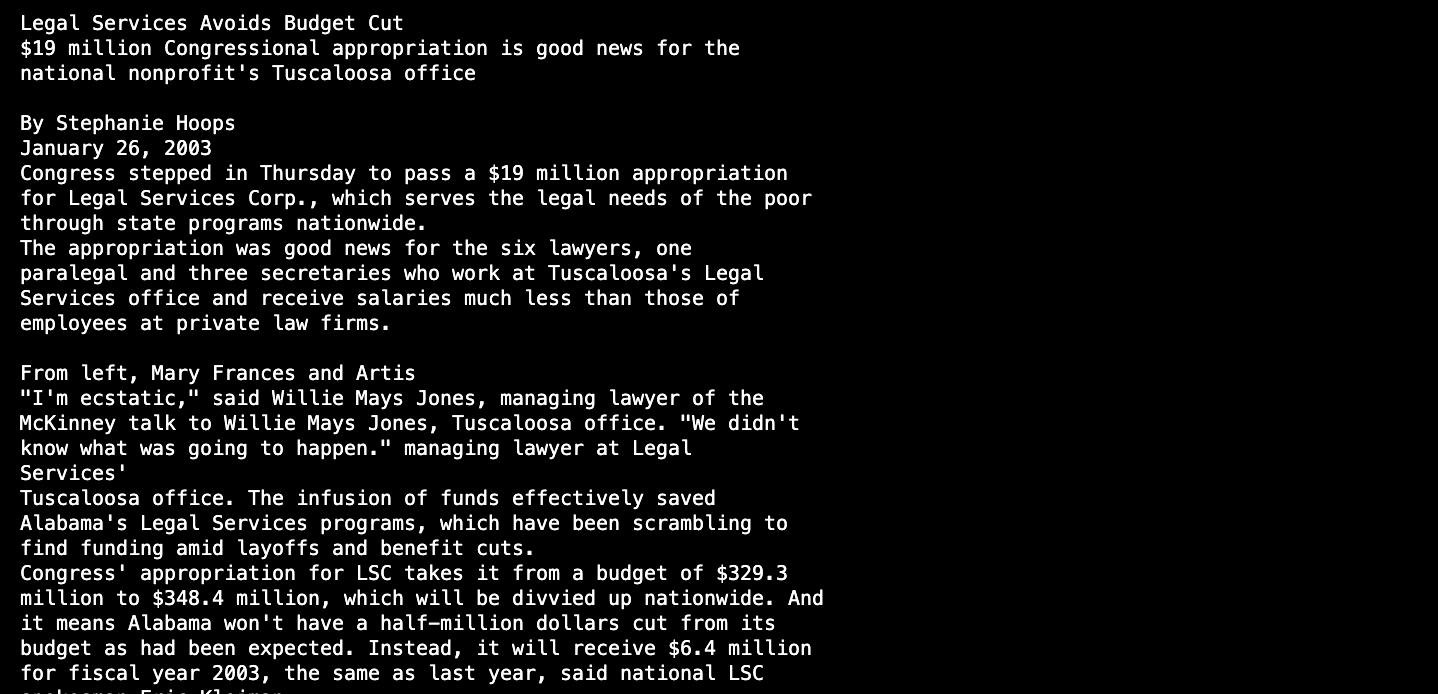 Legal Services Avoids Budget Cut
$19 million Congressional appropriation is good news for the
national nonprofit's Tuscaloosa office
By Stephanie Hoops
January 26, 2003
Congress stepped in Thursday to pass a $19 million appropriation
for Legal Services Corp., which serves the legal needs of the poor
through state programs nationwide.
The appropriation was good news for the six lawyers, one
paralegal and three secretaries who work at Tuscaloosa's Legal
Services office and receive salaries much less than those of
employees at private law firms.
From left, Mary Frances and Artis
"I'm ecstatic," said Willie Mays Jones, managing lawyer of the
McKinney talk to Willie Mays Jones, Tuscaloosa office. "We didn't
know what was going to happen." managing lawyer at Legal
Services'
Tuscaloosa office. The infusion of funds effectively saved
Alabama's Legal Services programs, which have been scrambling to
find funding amid layoffs and benefit cuts.
Congress' appropriation for LSC takes it from a budget of $329.3
million to $348.4 million, which will be divvied up nationwide. And
it means Alabama won't have a half-million dollars cut from its
budget as had been expected. Instead, it will receive $6.4 million
for fiscal year 2003, the same as last year, said national LSC